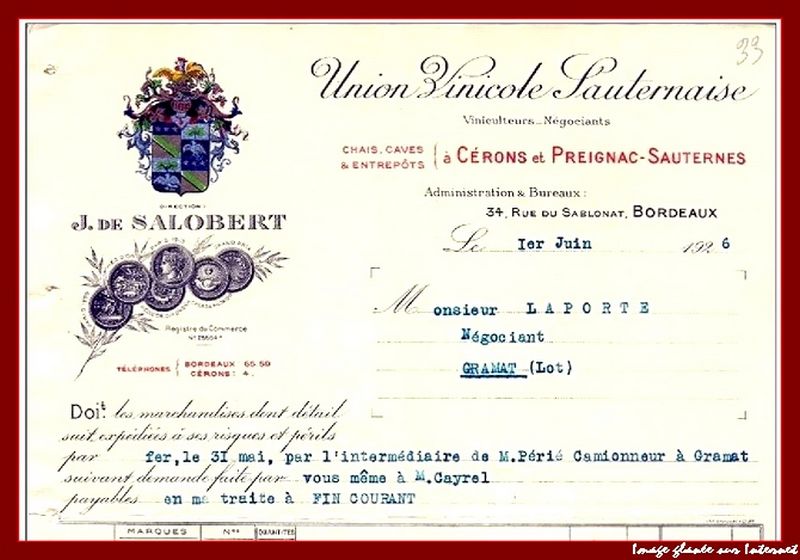 33
Union Vinicole Sauternaise
Viniculteurs_Négociants
CHAIS, CAVES & ENTREPÔTS à CÉRONS et PREIGNAC-SAUTERNES
Administration & Bureaux :
34, RUE DU SABLONAT, BORDEAUX
DIRECTION :
J. DE SALOBERT
Le 1er Juin 1926
Monsieur LAPORTE
Négociant
GRAMAT (Lot)
Registre du Commerce
TÉLÉPHONES BORDEAUX 65-59
CÉRONS : 4.
Doit les marchandises dont détail
suit expédiées à ses risques et périls
par fer, le 31 mai, par l'intermédiaire de M.Périé Camionneur à Gramat
suivant demande faite par vous même à M.Cayrel
payables en ma traite à FIN COURANT
MARQUES Nos QUANTITÉS
Image glanée sur Internet